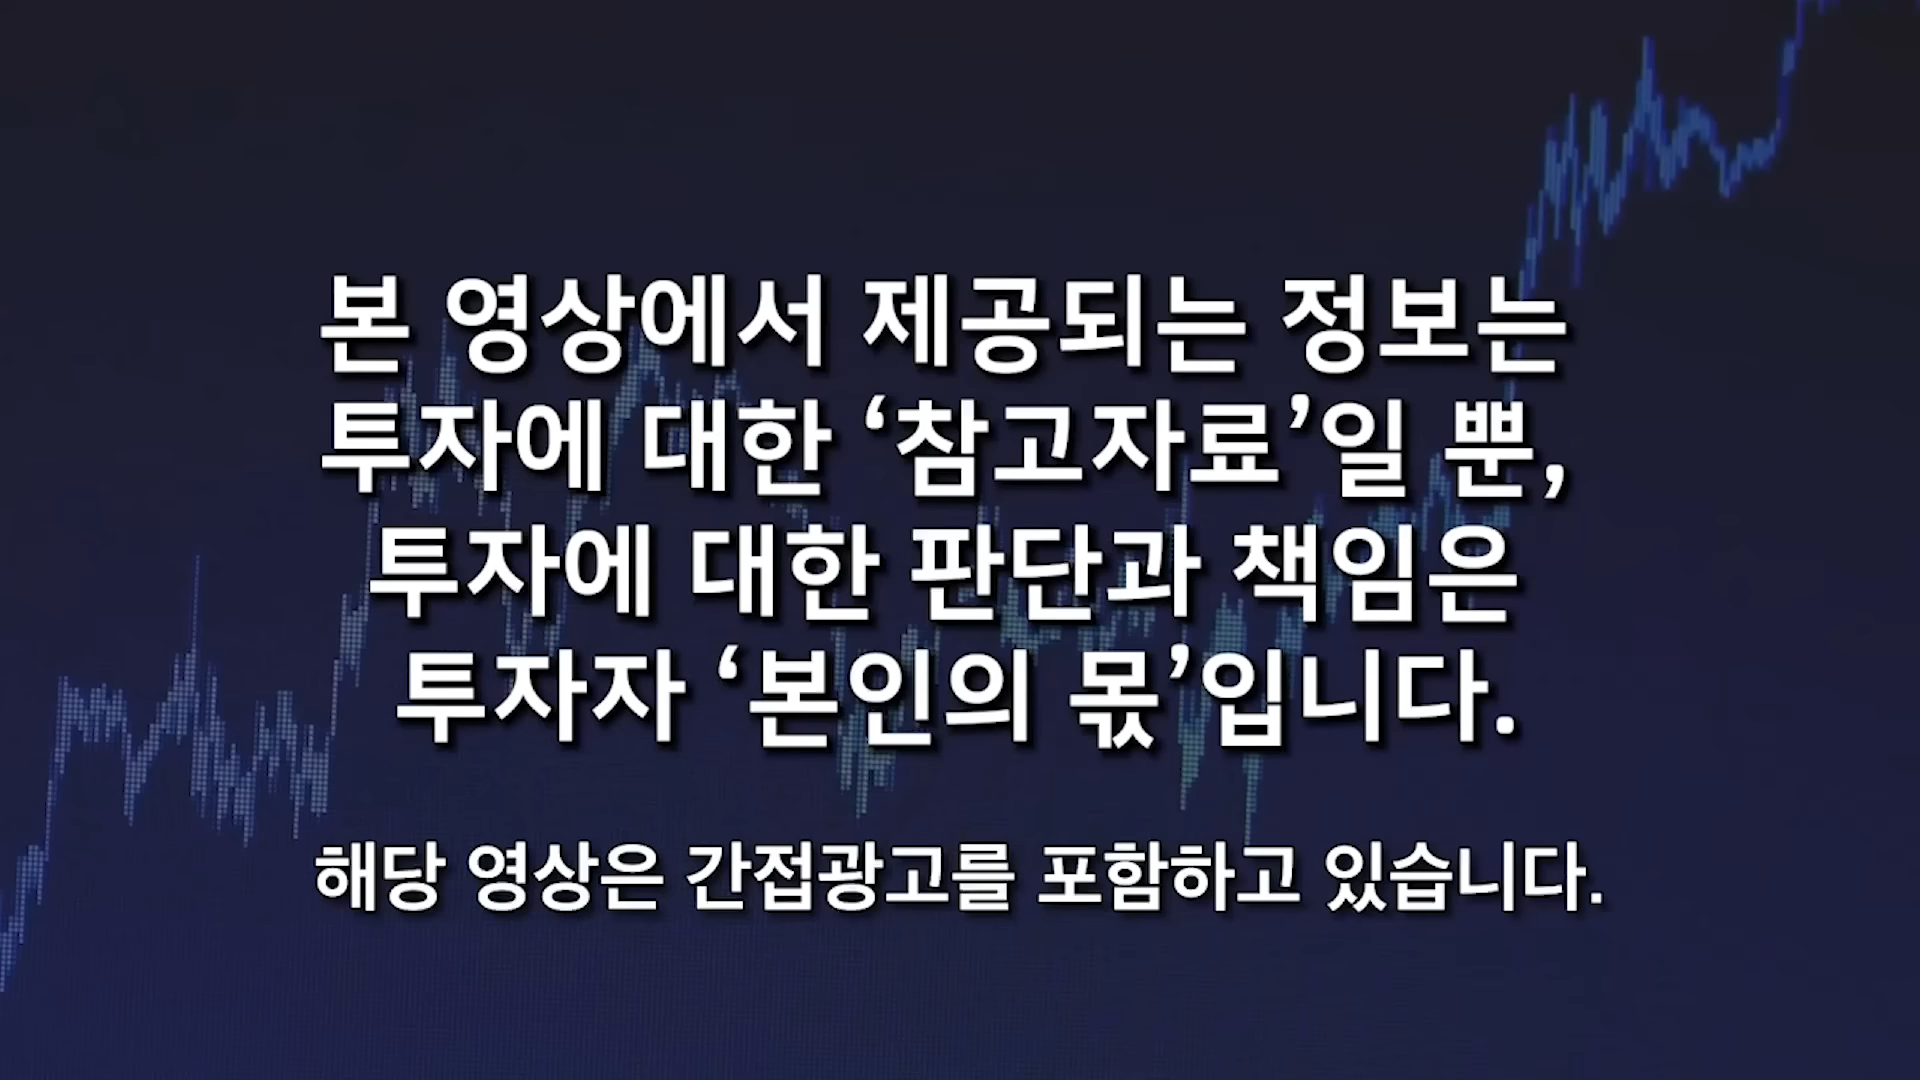 본 영상에서 제공되는 정보는
투자에 대한 ‘참고자료’일 뿐,
투자에 대한 판단과 책임은
투자자 ‘본인의 몫’입니다.
해당 영상은 간접광고를 포함하고 있습니다.